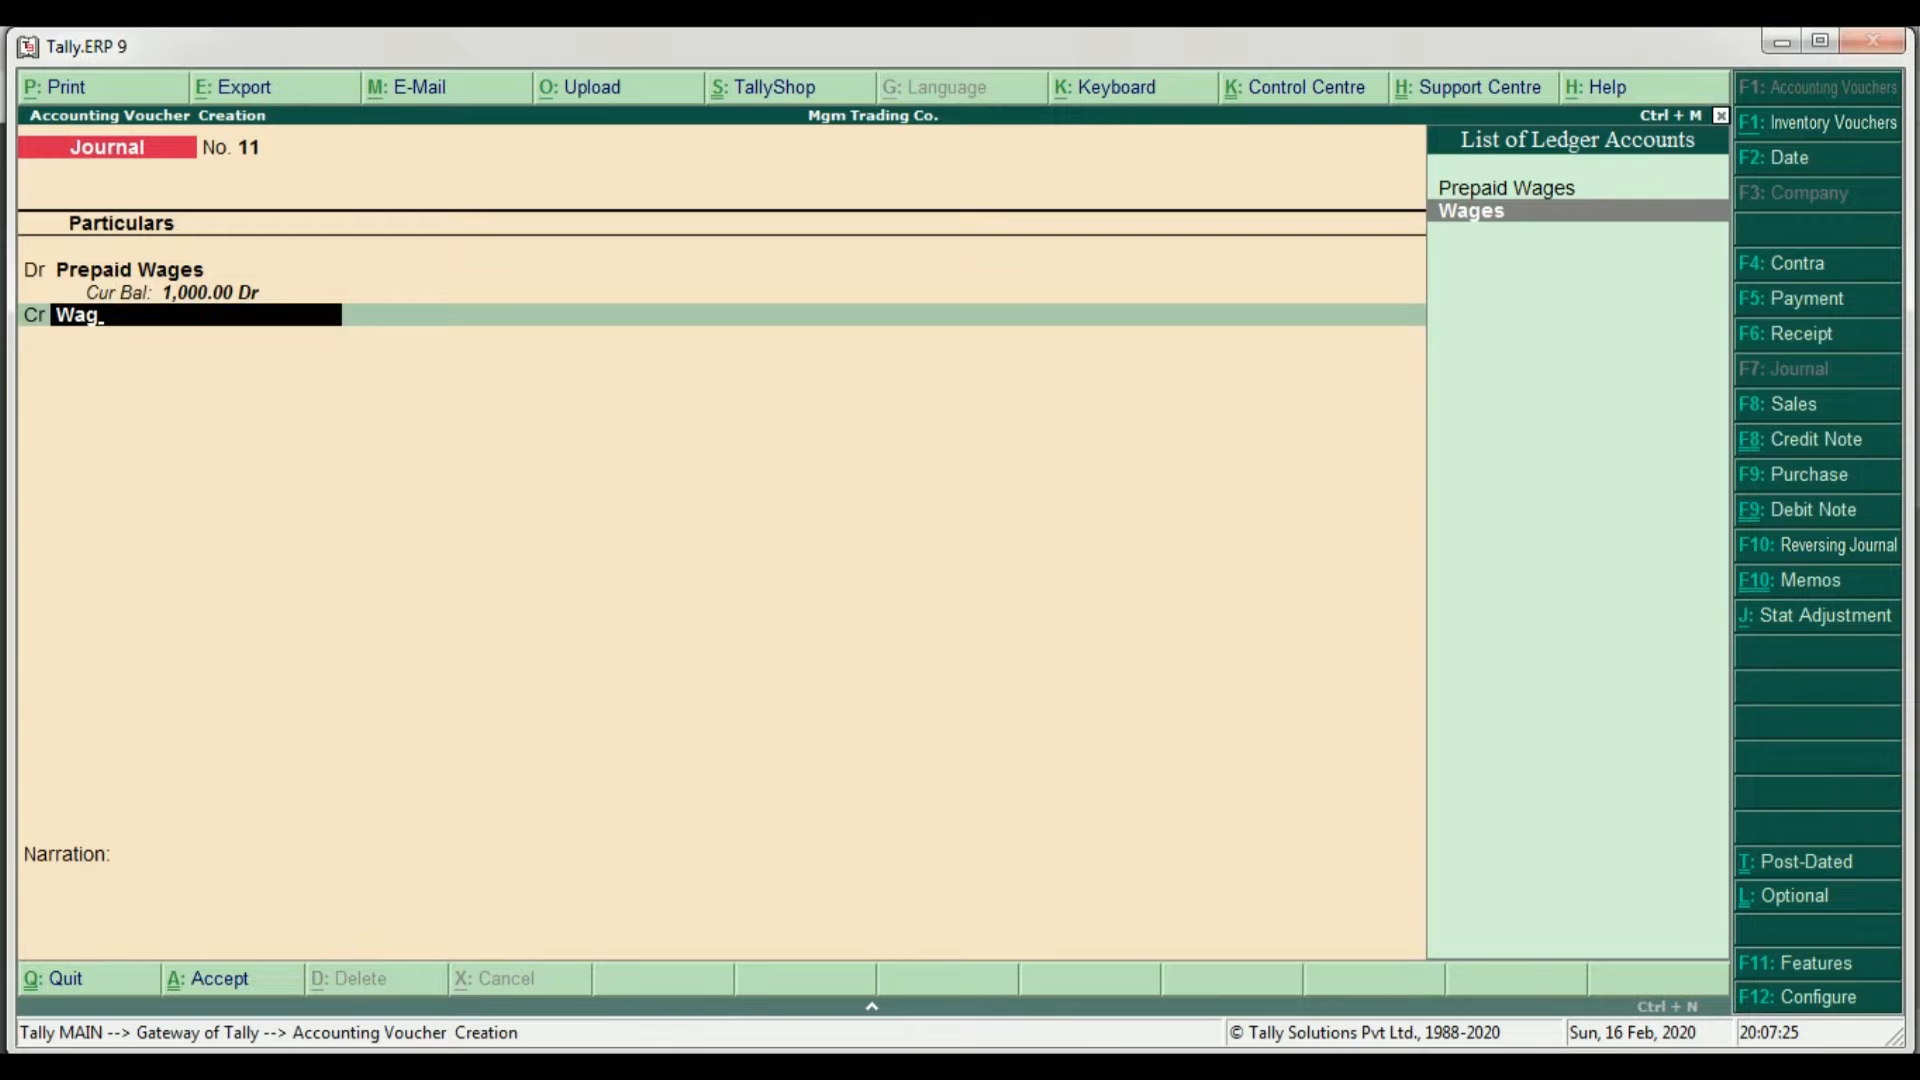 Tally.ERP 9
P: Print E: Export M: E-Mail O: Upload S: TallyShop G: Language K: Keyboard K: Control Centre H: Support Centre H: Help
Accounting Voucher Creation Mgm Trading Co. Ctrl + M
Journal No. 11
Particulars
Dr Prepaid Wages
Cur Bal: 1,000.00 Dr
Cr Wag_
Narration:
List of Ledger Accounts
Prepaid Wages
Wages
F1: Accounting Vouchers
F1: Inventory Vouchers
F2: Date
F3: Company
F4: Contra
F5: Payment
F6: Receipt
F7: Journal
F8: Sales
F8: Credit Note
F9: Purchase
F9: Debit Note
F10: Reversing Journal
F10: Memos
J: Stat Adjustment
T: Post-Dated
L: Optional
F11: Features
F12: Configure
Q: Quit A: Accept D: Delete X: Cancel
Ctrl + N
Tally MAIN --> Gateway of Tally --> Accounting Voucher Creation © Tally Solutions Pvt Ltd., 1988-2020 Sun, 16 Feb, 2020 20:07:25